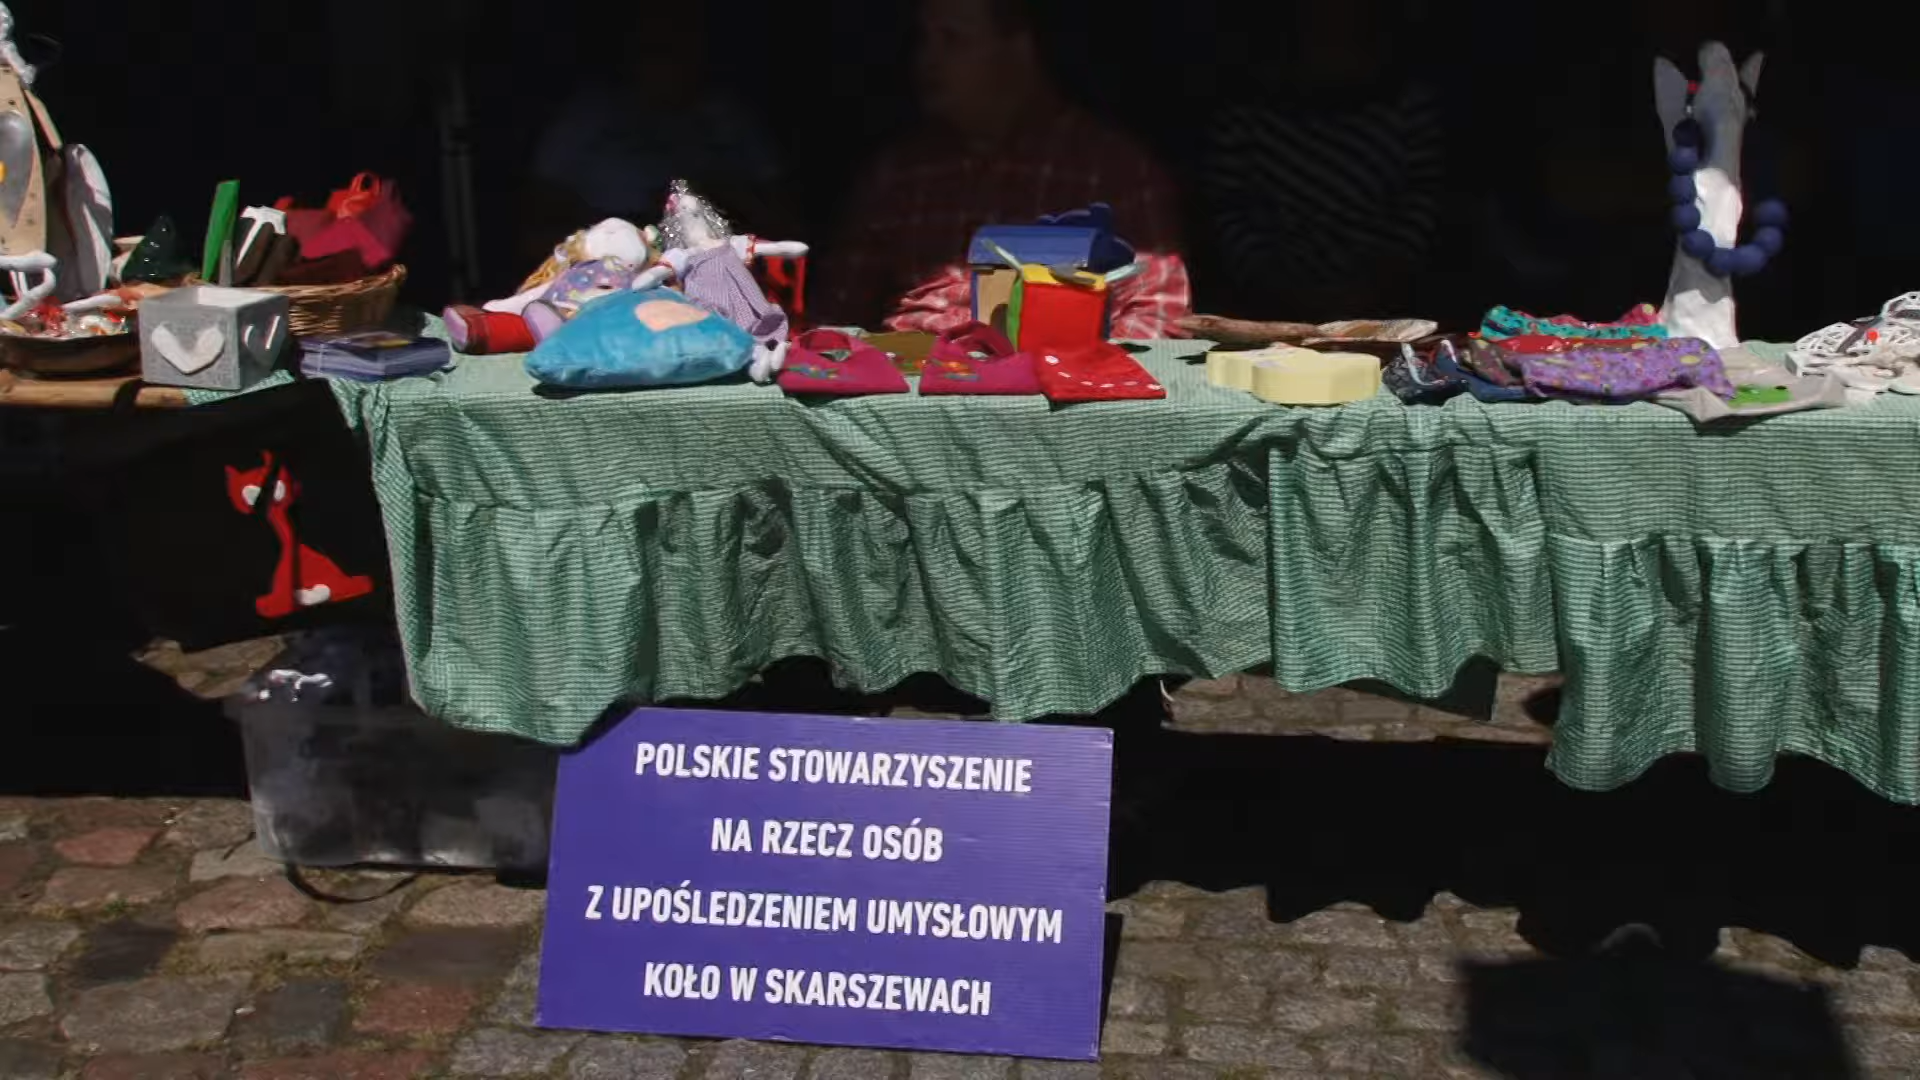 POLSKIE STOWARZYSZENIE
NA RZECZ OSÓB
Z UPOŚLEDZENIEM UMYSŁOWYM
KOŁO W SKARSZEWACH